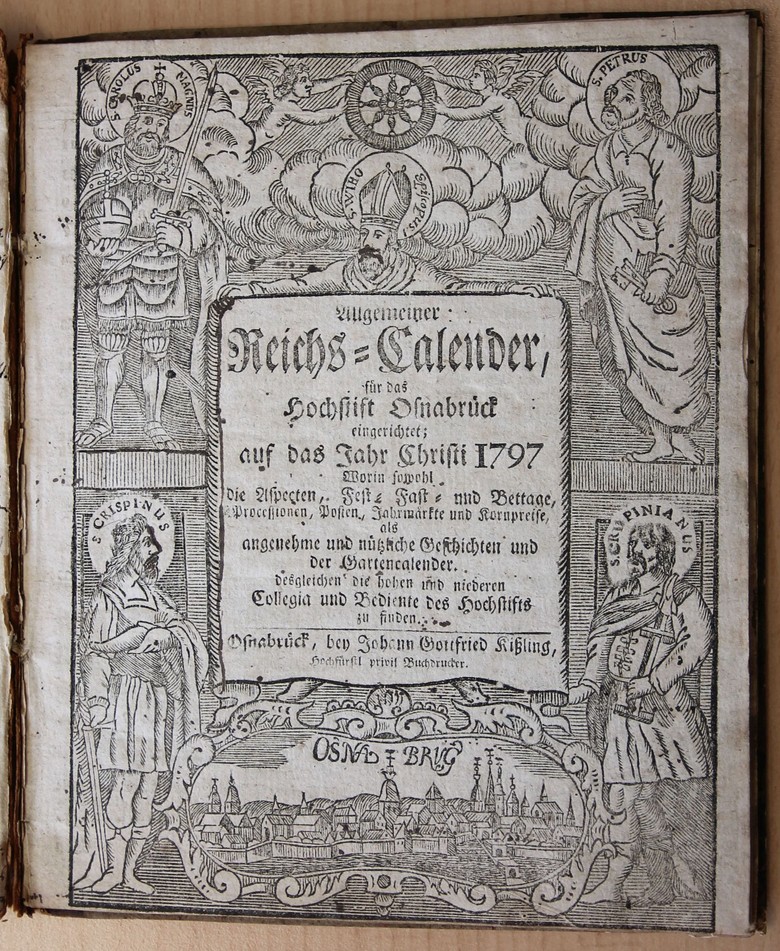 S. CAROLUS MAGNUS
S. PETRUS
S. WIHO EPISCOPUS
Allgemeiner
Reichs-Calender,
für das
Hochstift Osnabrück
eingerichtet;
auf das Jahr Christi 1797
Worin sowohl
die Aspecten, Fest- Fast- und Bettage,
Processionen, Posten, Jahrmärkte und Kornpreise,
als
angenehme und nützliche Geschichten und
der Gartencalender.
desgleichen die hohen und niederen
Collegia und Bediente des Hochstifts
zu finden.
Osnabrück, bey Johann Gottfried Kißling,
Hochfürstl privil Buchdrucker.
S CRISPINUS
S. CRISPINIANUS
OSNABRUG